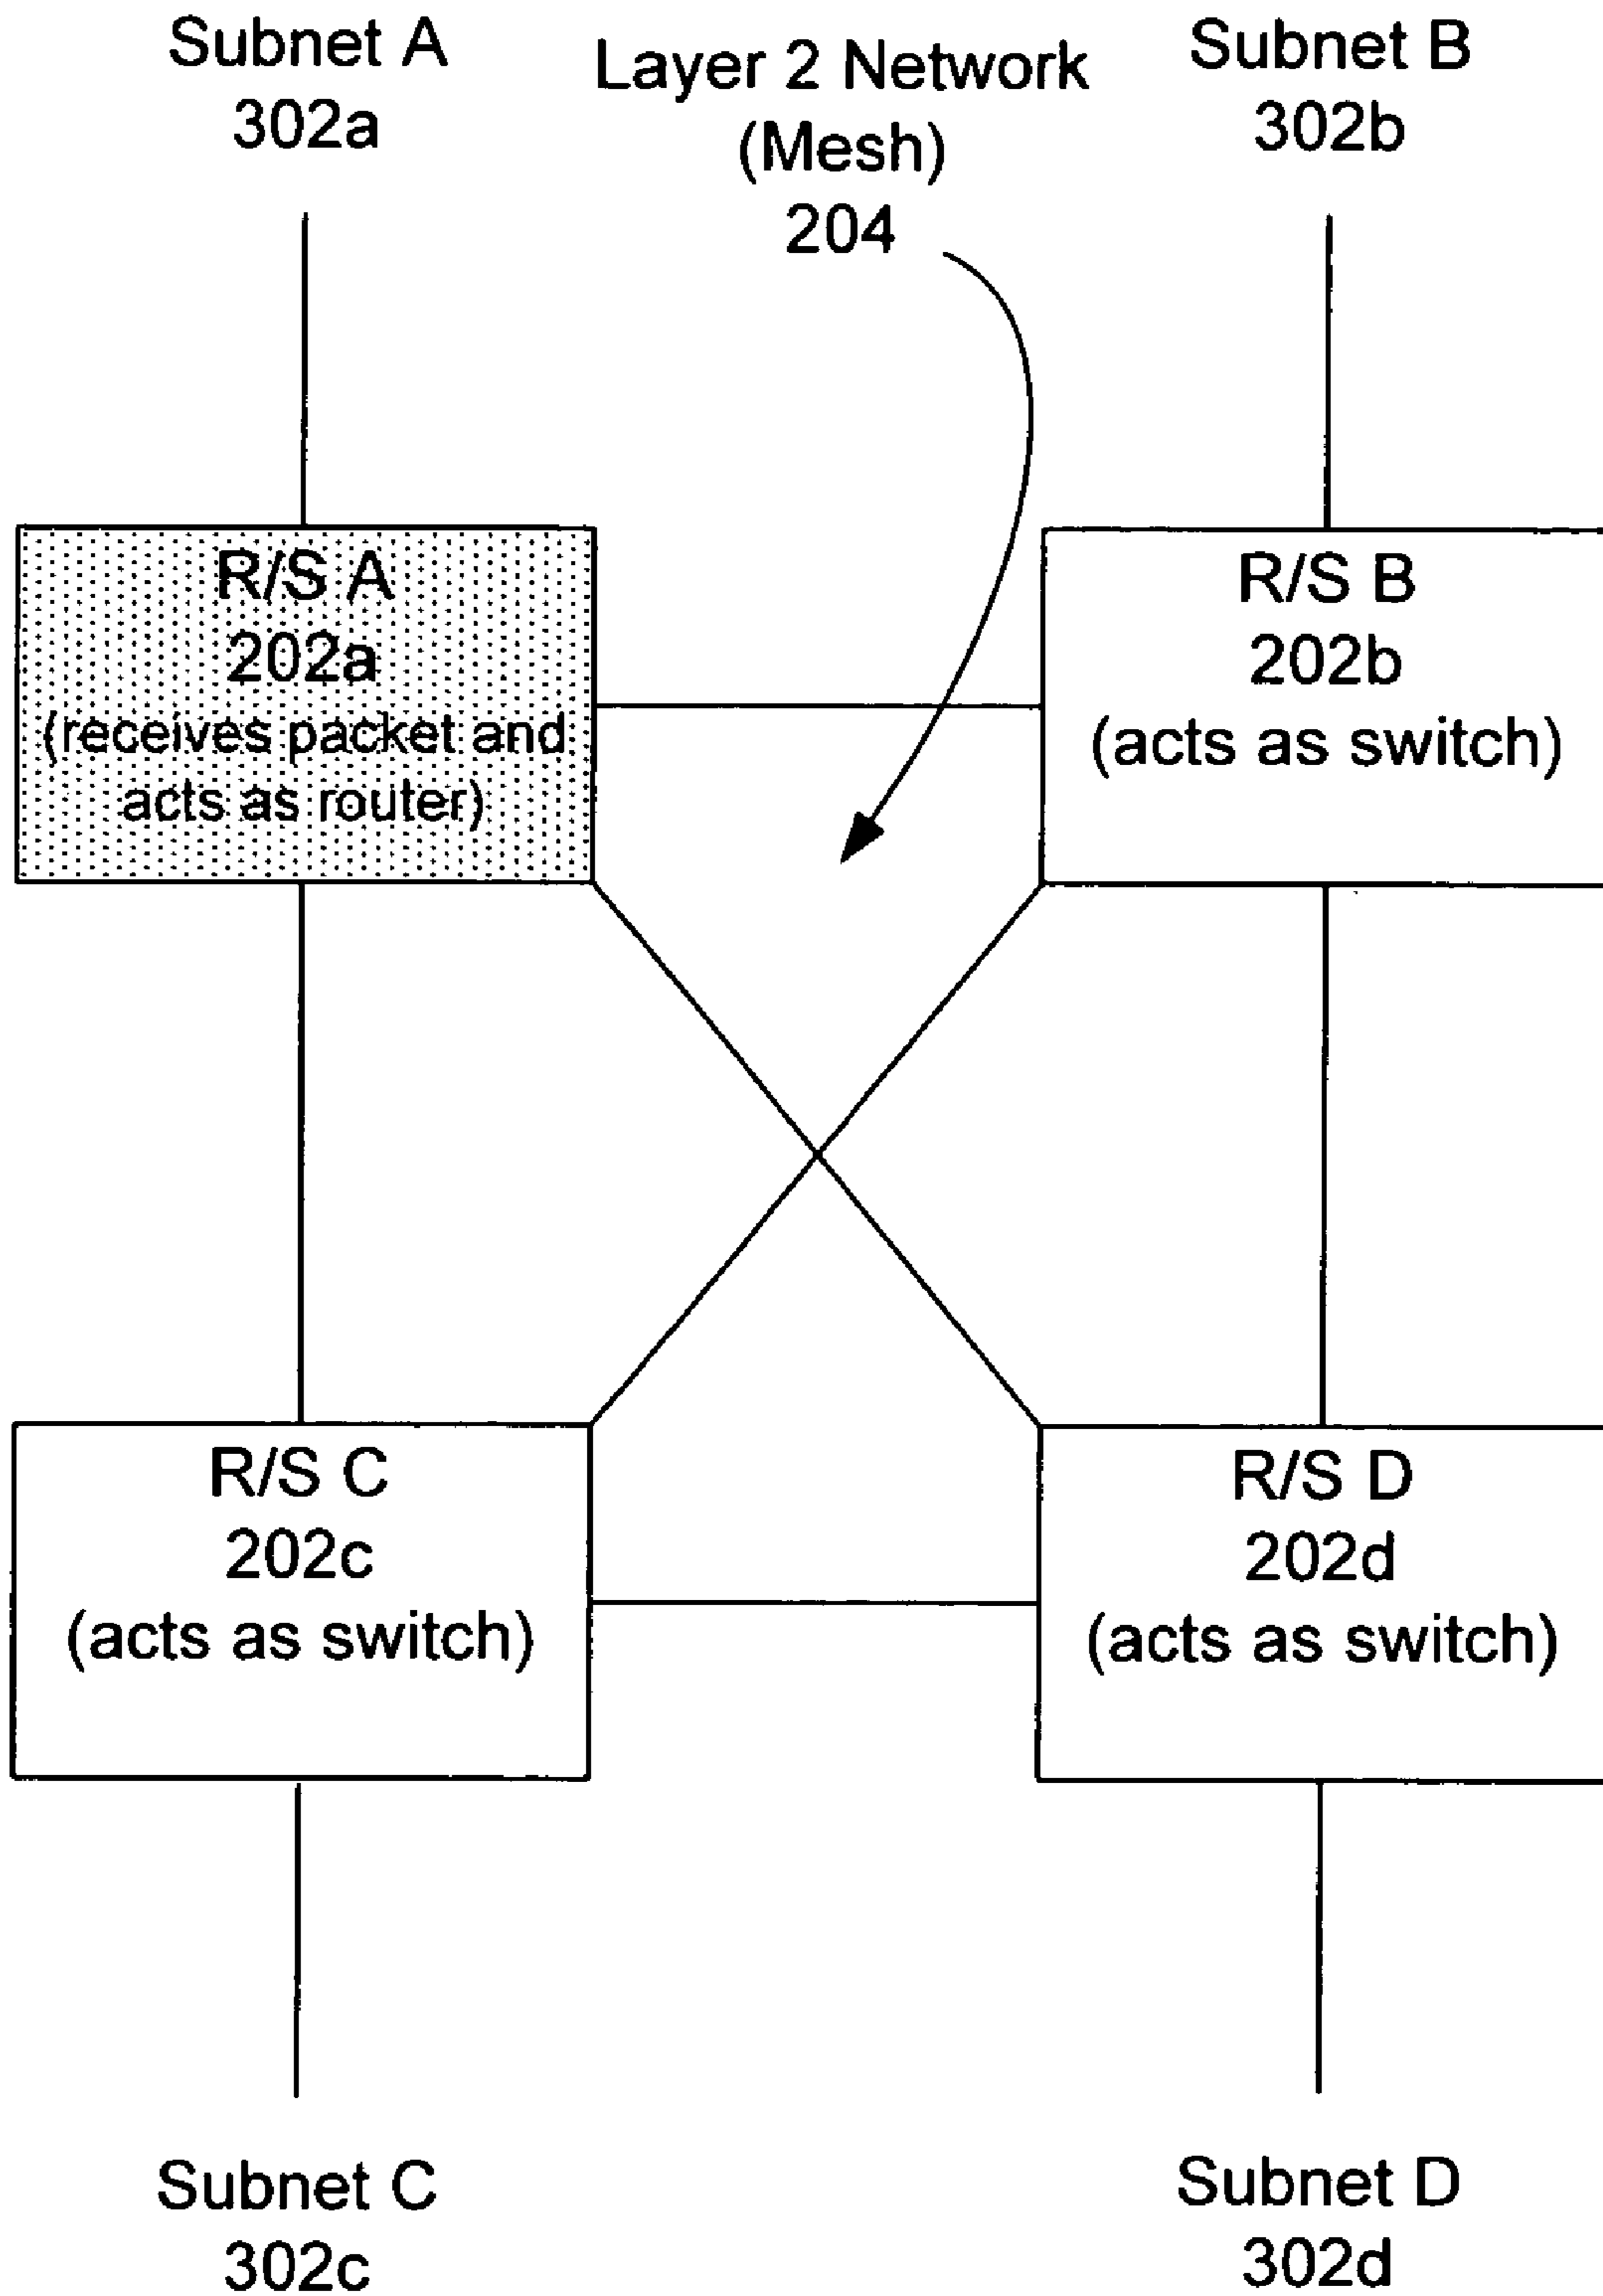 Subnet A
302a
Layer 2 Network
(Mesh)
204
Subnet B
302b
R/S A
202a
(receives packet and
acts as router)
R/S B
202b
(acts as switch)
R/S C
202c
(acts as switch)
R/S D
202d
(acts as switch)
Subnet C
302c
Subnet D
302d